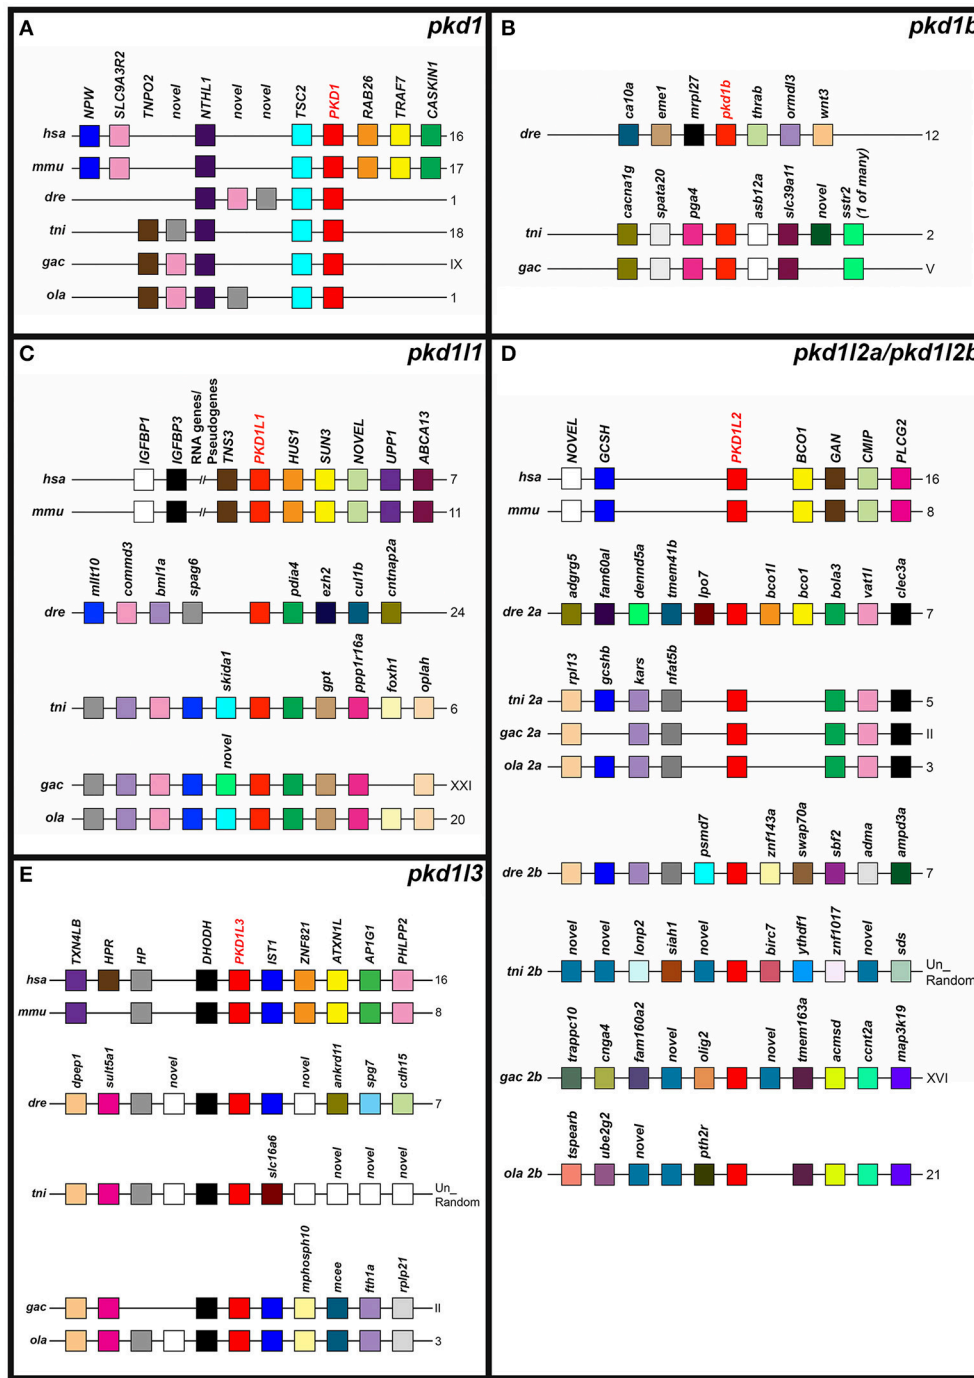 A
pkd1
NPW SLC9A3R2 TNPO2 novel NTHL1 novel novel TSC2 PKD1 RAB26 TRAF7 CASKIN1
hsa 16
mmu 17
dre 1
tni 18
gac IX
ola 1
B
pkd1b
ca10a eme1 mrpl27 pkd1b thrab ormdl3 wnt3
dre 12
cacna1g spata20 pga4 asb12a slc39a11 novel sstr2 (1 of many)
tni 2
gac V
C
pkd1l1
IGFBP1 IGFBP3 RNA genes/ Pseudogenes TNS3 PKD1L1 HUS1 SUN3 NOVEL UPP1 ABCA13
hsa // 7
mmu // 11
mllt10 commd3 bml1a spag6 pdia4 ezh2 cul1b cntnap2a
dre 24
skida1 gpt ppp1r16a foxh1 oplah
tni 6
novel
gac XXI
ola 20
D
pkd1l2a/pkd1l2b
NOVEL GCSH PKD1L2 BCO1 GAN CMIP PLCG2
hsa 16
mmu 8
adgrg5 fam60al dennd5a tmem41b lpo7 bco1l bco1 bola3 vat1l clec3a
dre 2a 7
rpl13 gcshb kars nfat5b
tni 2a 5
gac 2a II
ola 2a 3
psmd7 znf143a swap70a sbf2 adma ampd3a
dre 2b 7
novel novel lonp2 siah1 novel birc7 ythdf1 znf1017 novel sds
tni 2b Un_
Random
trappc10 cnga4 fam160a2 novel olig2 novel tmem163a acmsd ccnt2a map3k19
gac 2b XVI
tspearb ube2g2 novel pth2r
ola 2b 21
E
pkd1l3
TXN4LB HPR HP DHODH PKD1L3 IST1 ZNF821 ATXN1L AP1G1 PHLPP2
hsa 16
mmu 8
dpep1 sult5a1 novel novel ankrd11 spg7 cdh15
dre 7
slc16a6 novel novel novel
tni Un_
Random
mphosph10 mcee fth1a rplp21
gac II
ola 3